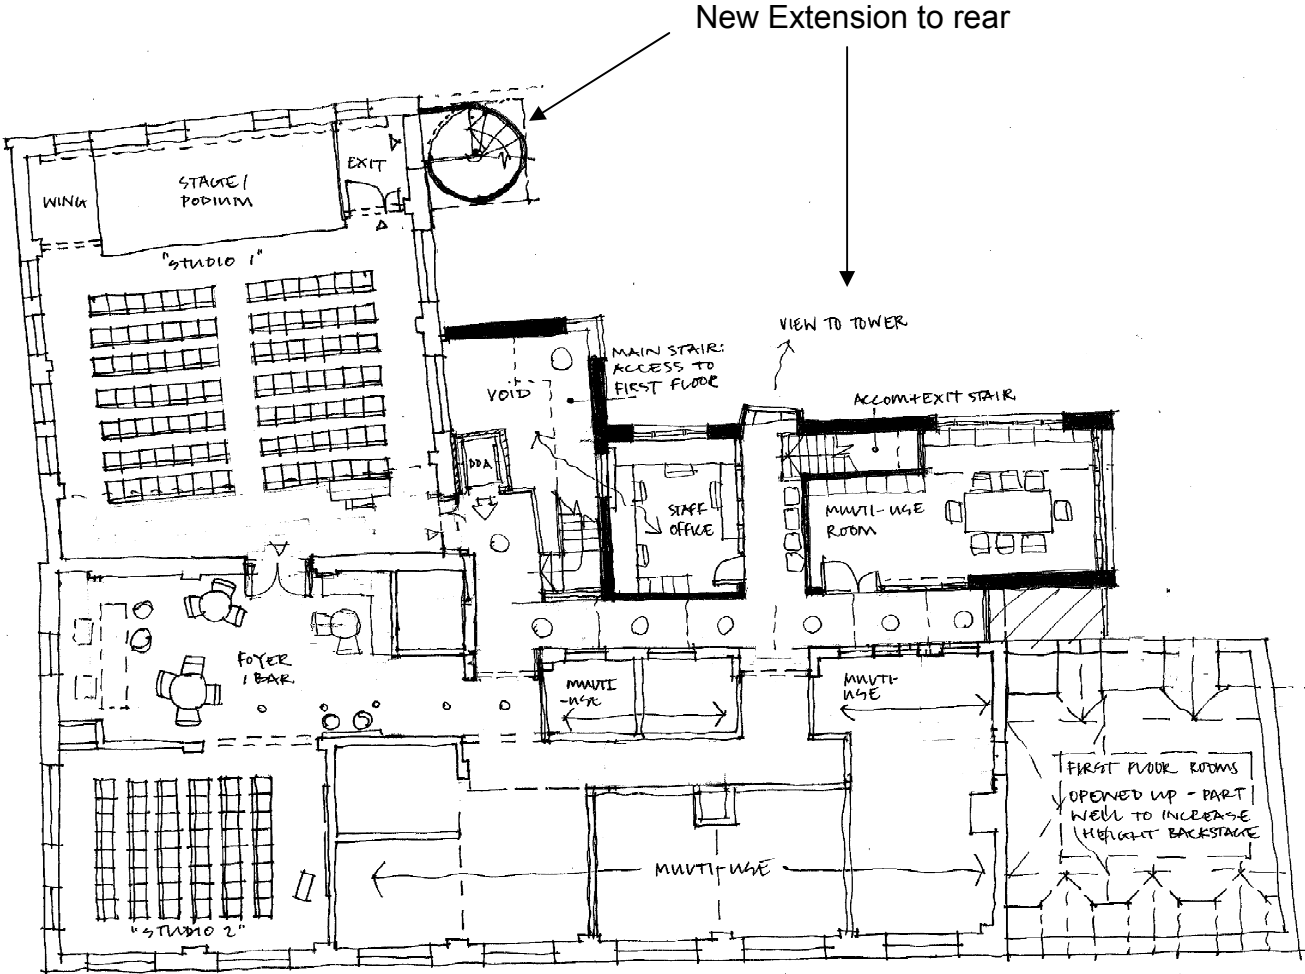 New Extension to rear
EXIT
STAGE/
PODIUM
WING
"STUDIO 1"
VIEW TO TOWER
MAIN STAIR:
ACCESS TO
FIRST FLOOR
VOID
ACCOM+EXIT STAIR
DDA
STAFF
OFFICE
MULTI-USE
ROOM
FOYER
/BAR
MULTI
-USE
MULTI-
USE
FIRST FLOOR ROOMS
OPENED UP - PART
WELL TO INCREASE
HEIGHT BACKSTAGE
MULTI-USE
"STUDIO 2"